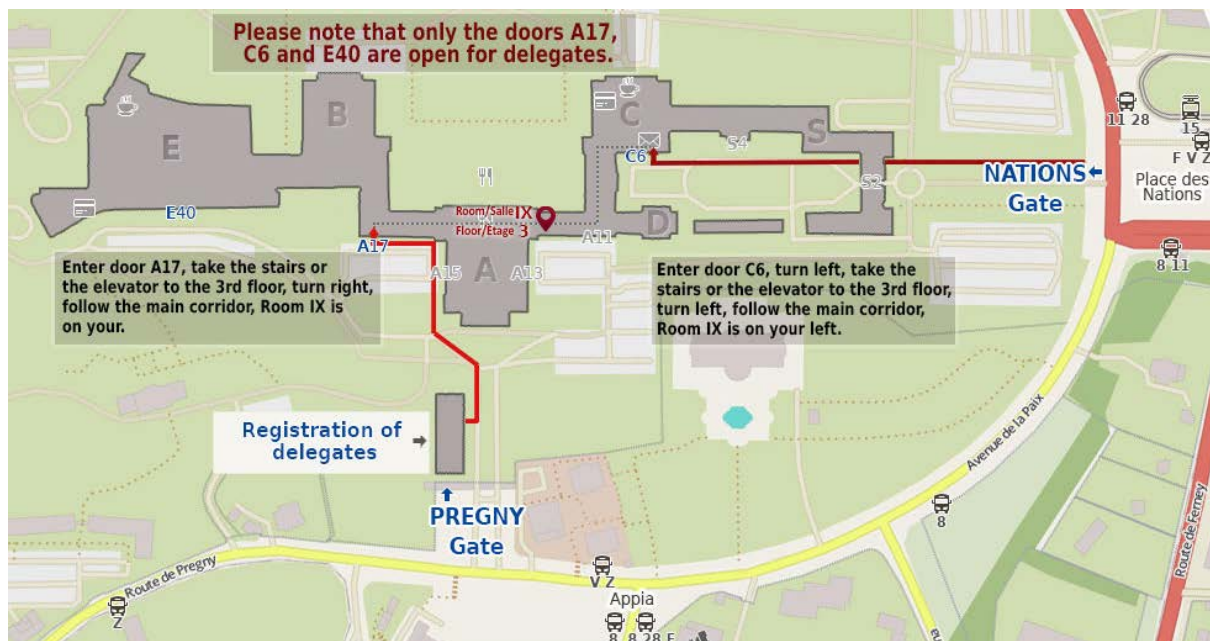 Please note that only the doors A17,
C6 and E40 are open for delegates.
B
C
E
S
S4
C6
11 28
15
F V Z
NATIONS
Gate
Place des
Nations
S2
E40
Room/Salle IX
Floor/Etage 3
A17
A11
D
8 11
A15
A
A13
Enter door A17, take the stairs or
the elevator to the 3rd floor, turn right,
follow the main corridor, Room IX is
on your.
Enter door C6, turn left, take the
stairs or the elevator to the 3rd floor,
turn left, follow the main corridor,
Room IX is on your left.
Registration of
delegates
Avenue de la Paix
Route de Ferney
8
PREGNY
Gate
Route de Pregny
Z
V Z
Appia
8
8 28 F